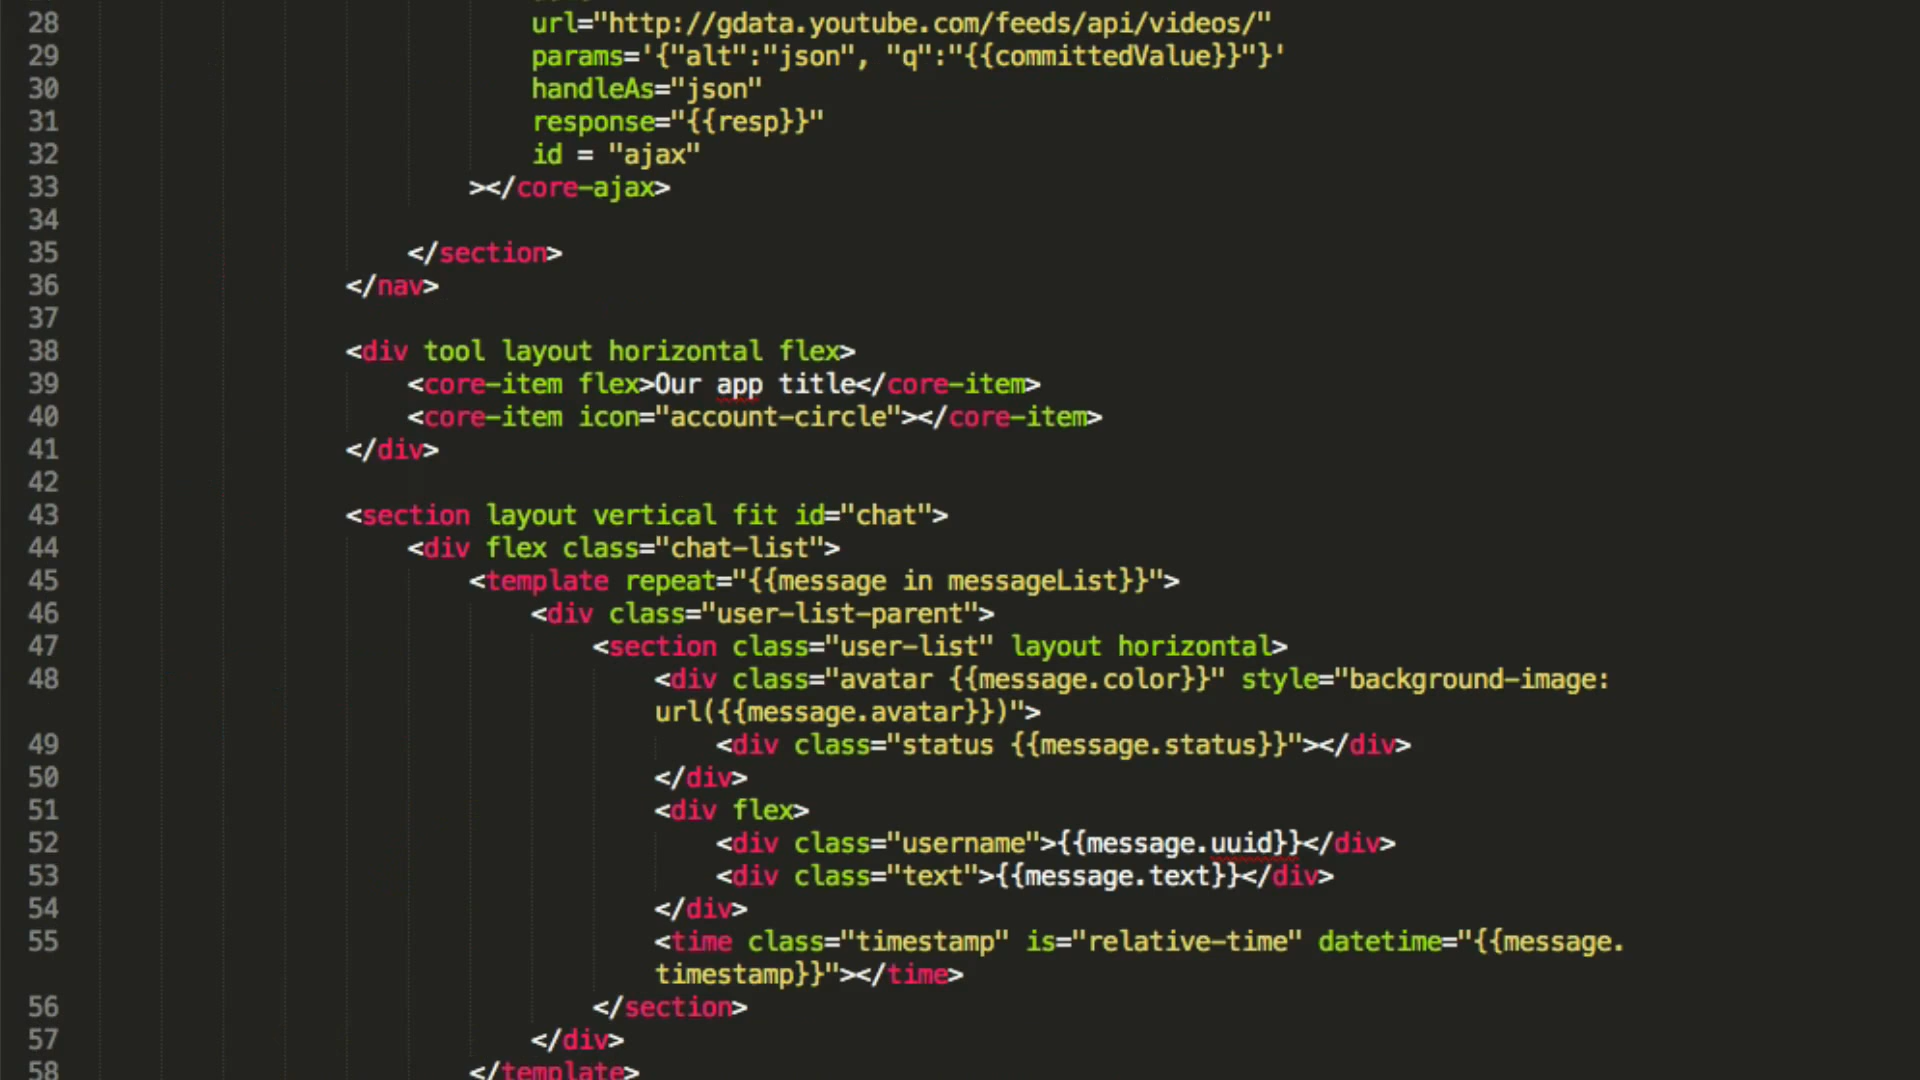 28 url="http://gdata.youtube.com/feeds/api/videos/"
29 params='{"alt":"json", "q":"{{committedValue}}"}'
30 handleAs="json"
31 response="{{resp}}"
32 id = "ajax"
33 ></core-ajax>
34
35 </section>
36 </nav>
37
38 <div tool layout horizontal flex>
39 <core-item flex>Our app title</core-item>
40 <core-item icon="account-circle"></core-item>
41 </div>
42
43 <section layout vertical fit id="chat">
44 <div flex class="chat-list">
45 <template repeat="{{message in messageList}}">
46 <div class="user-list-parent">
47 <section class="user-list" layout horizontal>
48 <div class="avatar {{message.color}}" style="background-image:
url({{message.avatar}})">
49 <div class="status {{message.status}}"></div>
50 </div>
51 <div flex>
52 <div class="username">{{message.uuid}}</div>
53 <div class="text">{{message.text}}</div>
54 </div>
55 <time class="timestamp" is="relative-time" datetime="{{message.
timestamp}}"></time>
56 </section>
57 </div>
58 </template>